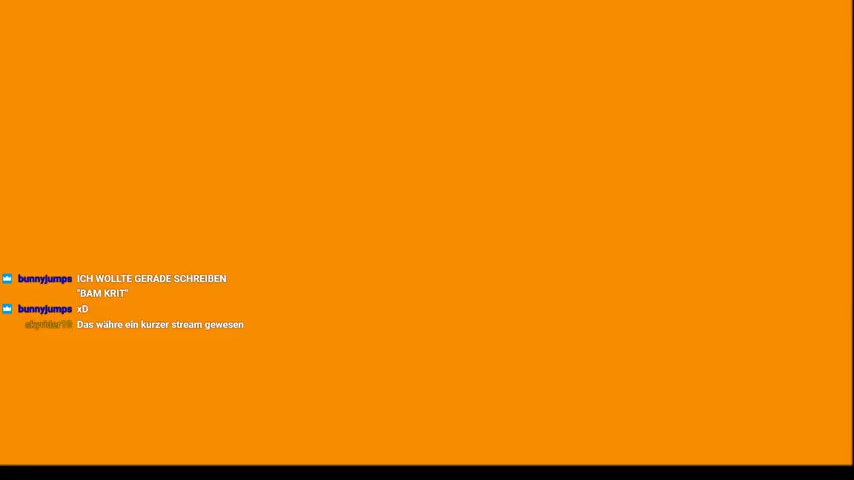 bunnyjumps ICH WOLLTE GERADE SCHREIBEN
"BAM KRIT"
bunnyjumps xD
Das währe ein kurzer stream gewesen